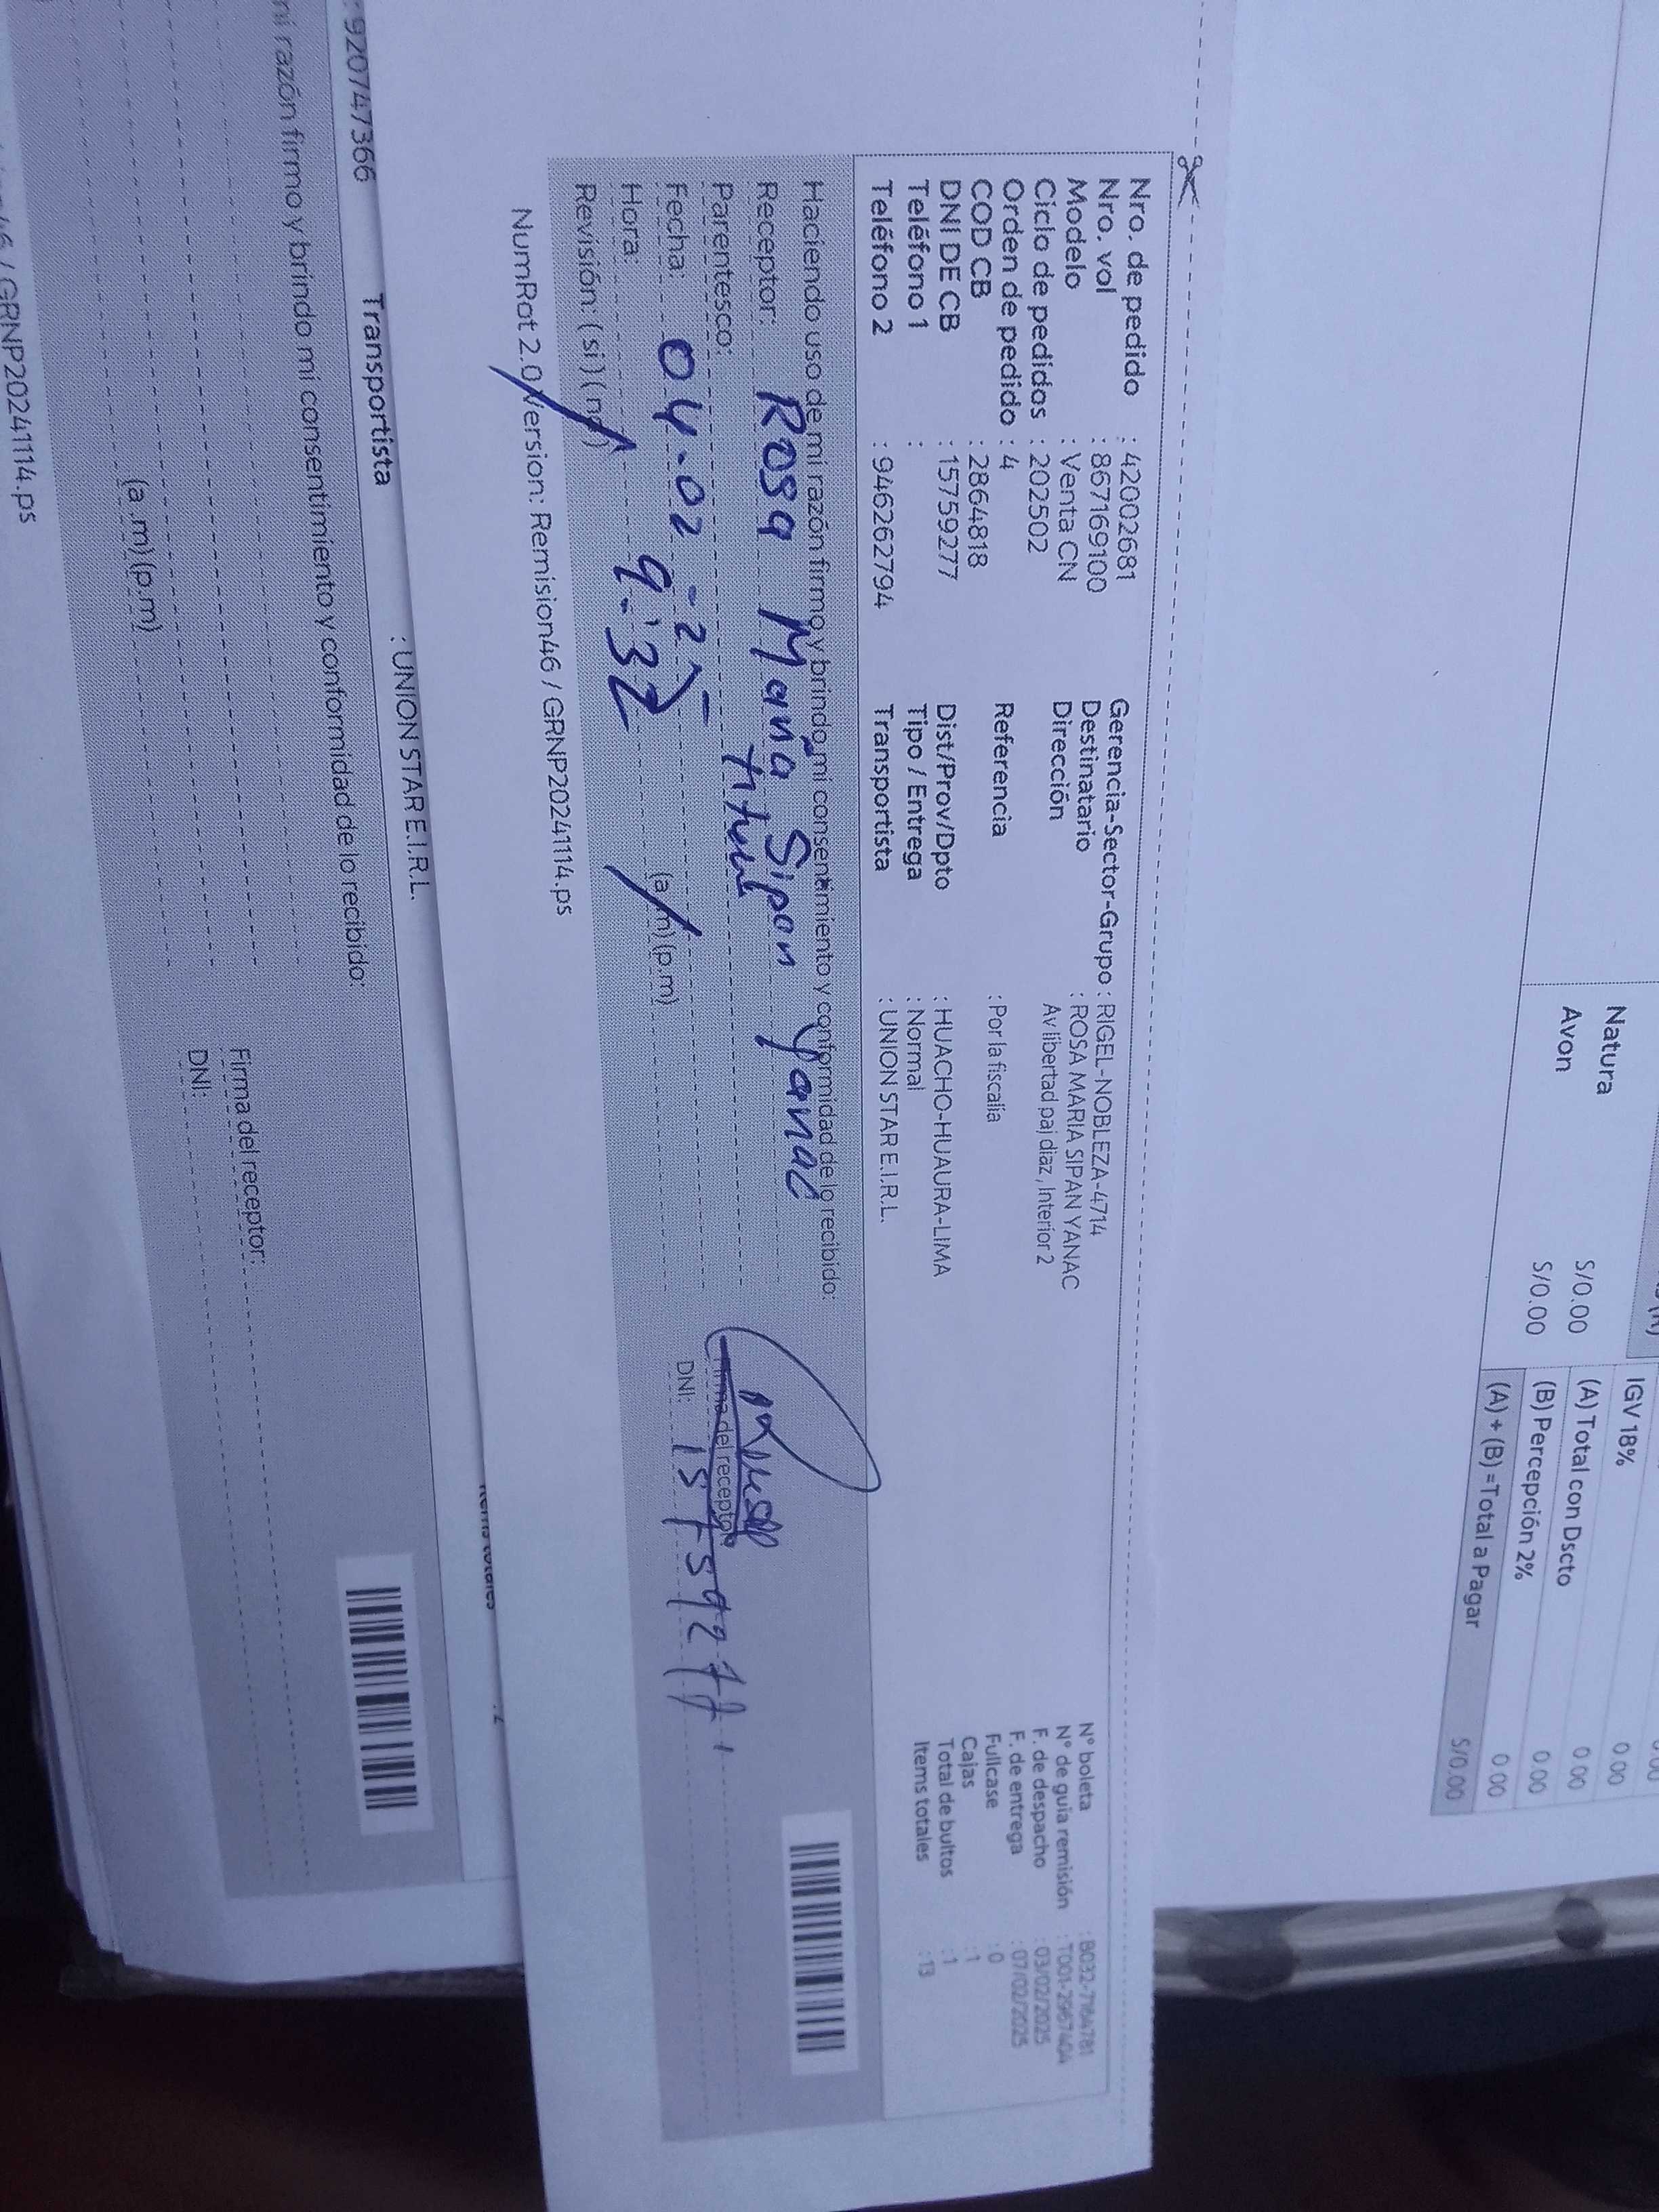 Natura S/0.00
Avon S/0.00
IGV 18% 0.00
(A) Total con Dscto 0.00
(B) Percepción 2% 0.00
(A) + (B) =Total a Pagar 0.00
S/0.00
Nro. de pedido : 42002681
Nro. vol : 867169100
Modelo : Venta CN
Ciclo de pedidos : 202502
Orden de pedido : 4
COD CB : 2864818
DNI DE CB : 15759277
Teléfono 1 :
Teléfono 2 : 946262794
Gerencia-Sector-Grupo : RIGEL-NOBLEZA-4714
Destinatario : ROSA MARIA SIPAN YANAC
Dirección Av libertad paj diaz , Interior 2
Referencia : Por la fiscalia
Dist/Prov/Dpto : HUACHO-HUAURA-LIMA
Tipo / Entrega : Normal
Transportista : UNION STAR E.I.R.L.
N° boleta
N° de guia remisión
F. de despacho : 03/02/2025
F. de entrega : 07/02/2025
Fullcase : 0
Cajas : 1
Total de bultos : 1
Items totales : 13
Haciendo uso de mi razón firmo y brindo mi consentimiento y conformidad de lo recibido:
Receptor: Rosa Maria Sipan Yanac
Parentesco:
Fecha: 04.02-25
Hora: 9:32 (a.m) (p.m)
Revisión: (si) (no)
Firma del receptor
DNI: 15759277
NumRot 2.0 Version: Remision46 / GRNP20241114.ps
: 920747366 Transportista : UNION STAR E.I.R.L.
mi razón firmo y brindo mi consentimiento y conformidad de lo recibido:
(a.m) (p.m)
Firma del receptor:
DNI:
/ GRNP20241114.ps